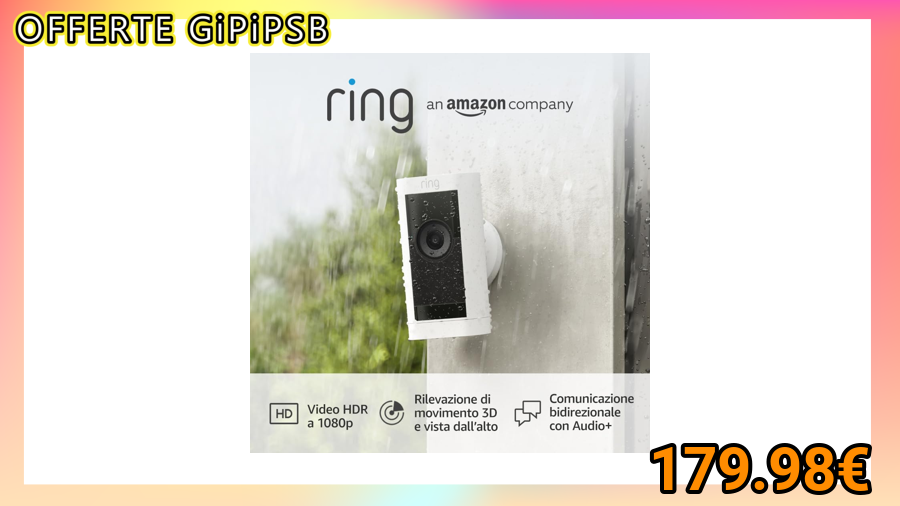 OFFERTE GiPiPSB
ring an amazon company
ring
HD
Video HDR
a 1080p
Rilevazione di
movimento 3D
e vista dall'alto
Comunicazione
bidirezionale
con Audio+
179.98€